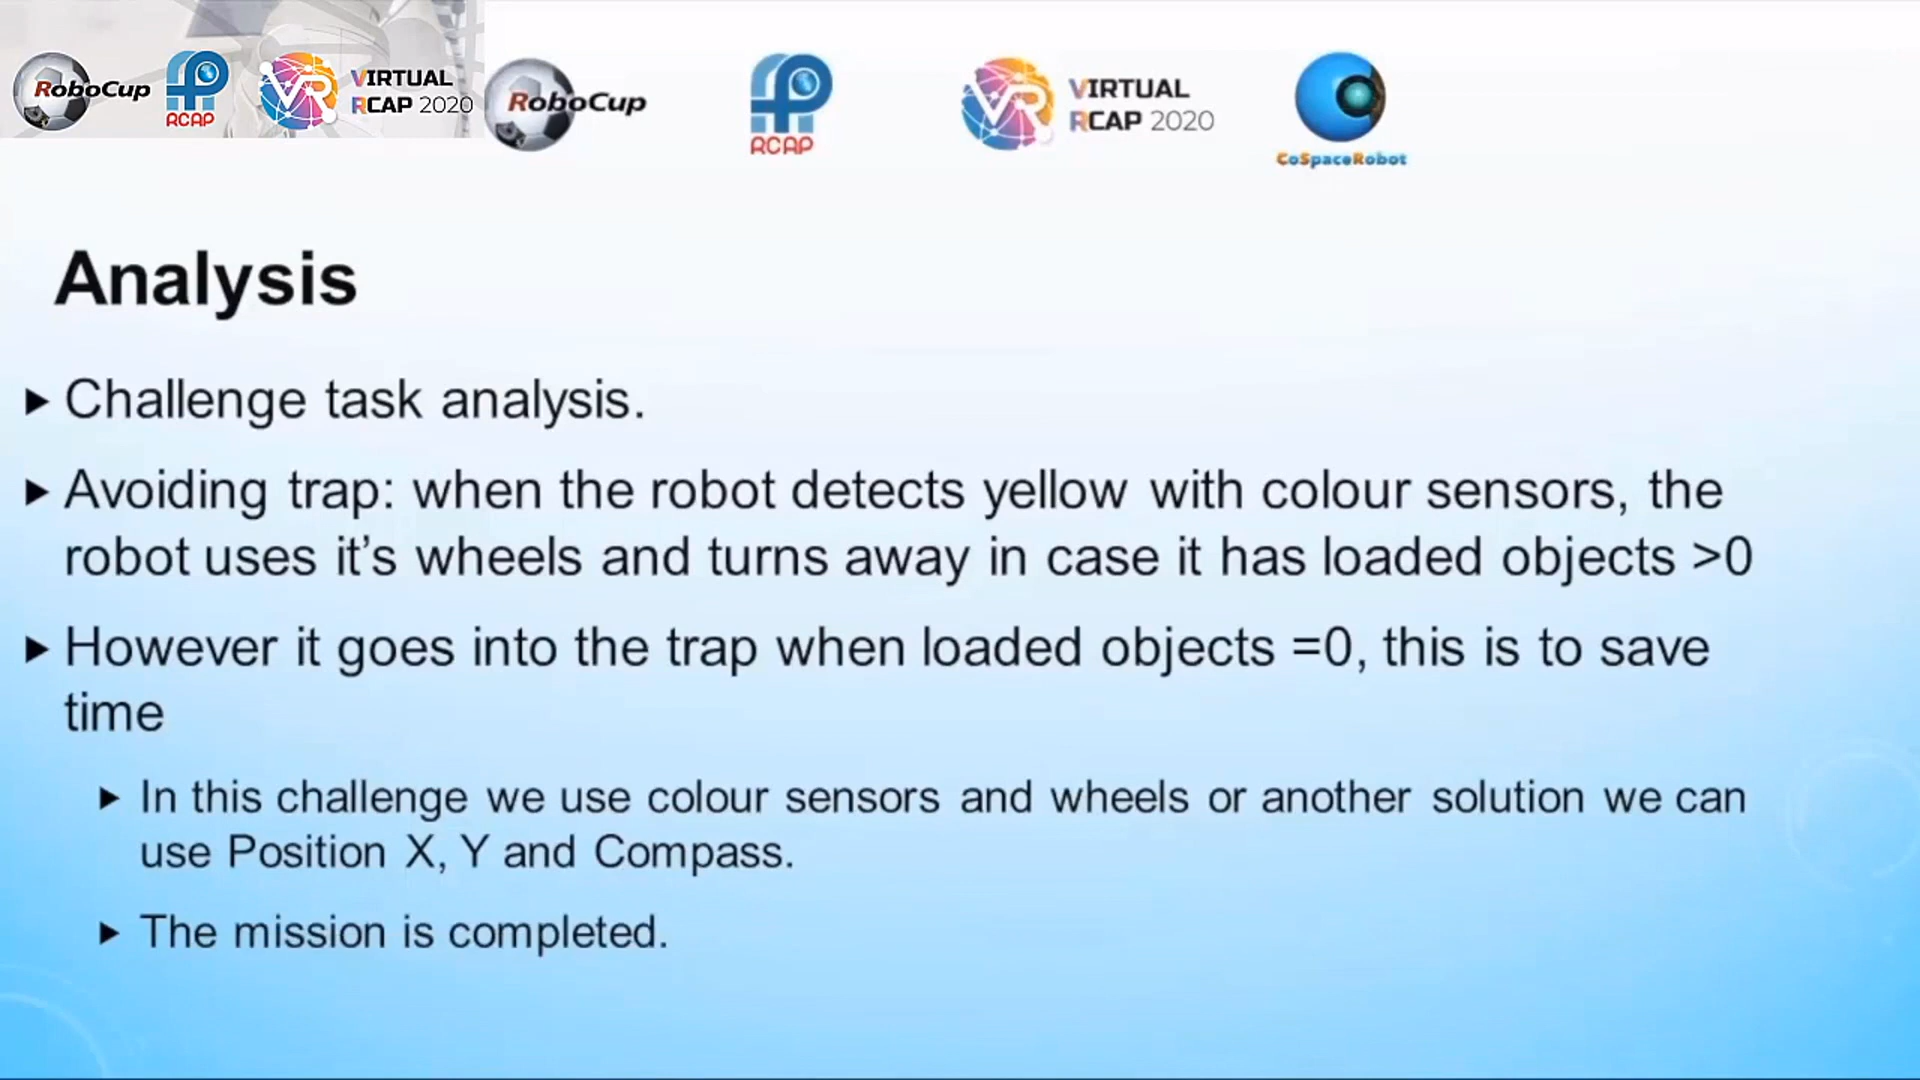 RoboCup
RCAP
VR
VIRTUAL
RCAP 2020
RoboCup
RCAP
VR
VIRTUAL
RCAP 2020
CoSpaceRobot
Analysis
Challenge task analysis.
Avoiding trap: when the robot detects yellow with colour sensors, the
robot uses it’s wheels and turns away in case it has loaded objects >0
However it goes into the trap when loaded objects =0, this is to save
time
In this challenge we use colour sensors and wheels or another solution we can
use Position X, Y and Compass.
The mission is completed.